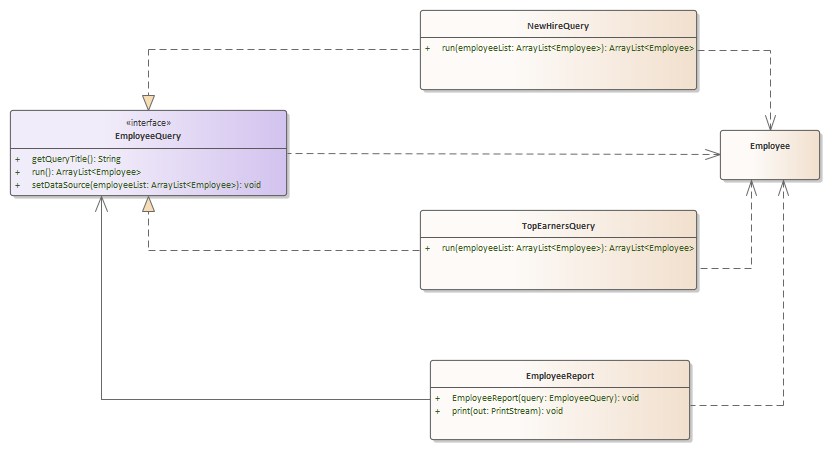 NewHireQuery
+ run(employeeList: ArrayList<Employee>): ArrayList<Employee>
«interface»
EmployeeQuery
+ getQueryTitle(): String
+ run(): ArrayList<Employee>
+ setDataSource(employeeList: ArrayList<Employee>): void
Employee
TopEarnersQuery
+ run(employeeList: ArrayList<Employee>): ArrayList<Employee>
EmployeeReport
+ EmployeeReport(query: EmployeeQuery): void
+ print(out: PrintStream): void